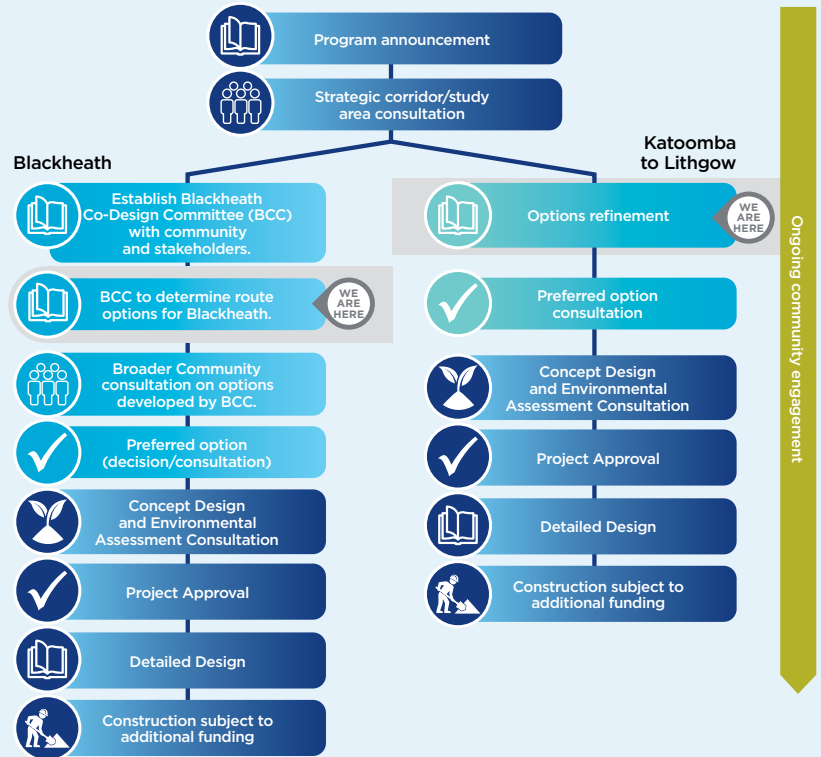 Program announcement
Strategic corridor/study
area consultation
Blackheath
Establish Blackheath
Co-Design Committee (BCC)
with community
and stakeholders.
BCC to determine route
options for Blackheath.
WE
ARE
HERE
Broader Community
consultation on options
developed by BCC.
Preferred option
(decision/consultation)
Concept Design
and Environmental
Assessment Consultation
Project Approval
Detailed Design
Construction subject to
additional funding
Katoomba
to Lithgow
Options refinement
WE
ARE
HERE
Preferred option
consultation
Concept Design
and Environmental
Assessment Consultation
Project Approval
Detailed Design
Construction subject to
additional funding
Ongoing community engagement